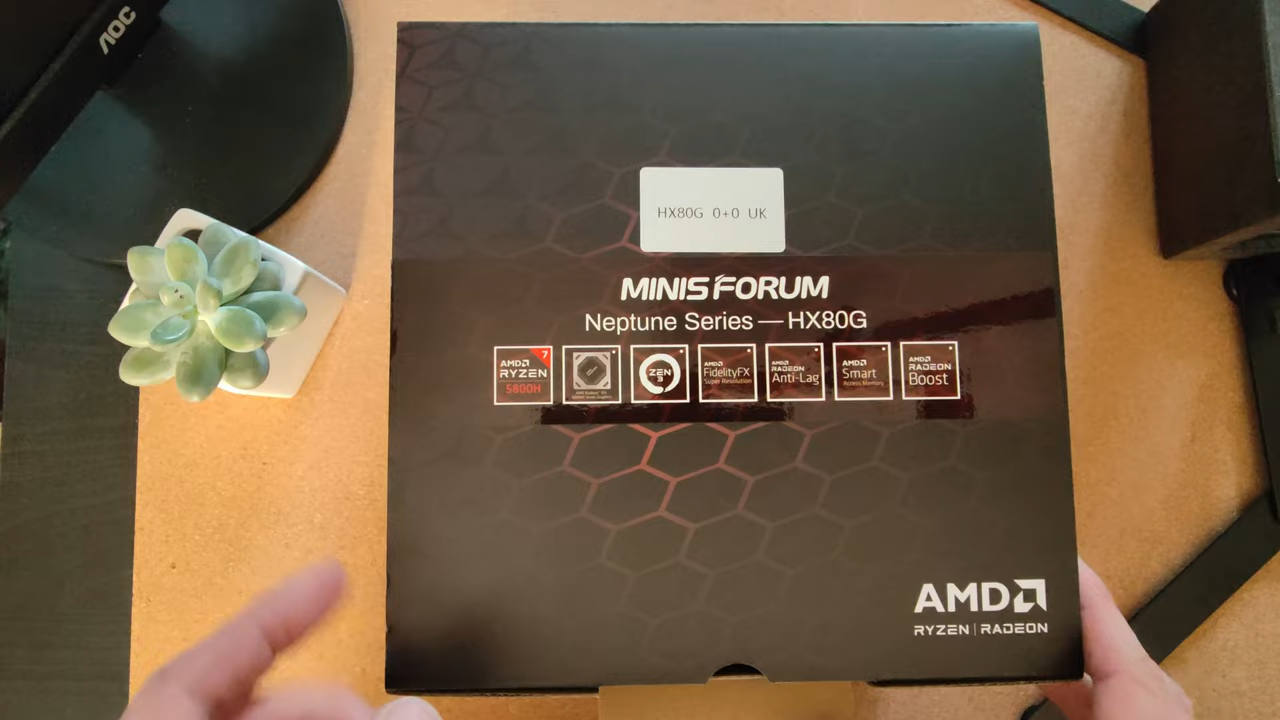 AOC
HX80G 0+0 UK
MINISFORUM
Neptune Series — HX80G
AMD
RYZEN
7
5800H
ZEN
3
AMD
FidelityFX
Super Resolution
AMD
RADEON
Anti-Lag
AMD
Smart
Access Memory
AMD
RADEON
Boost
AMD
RYZEN | RADEON